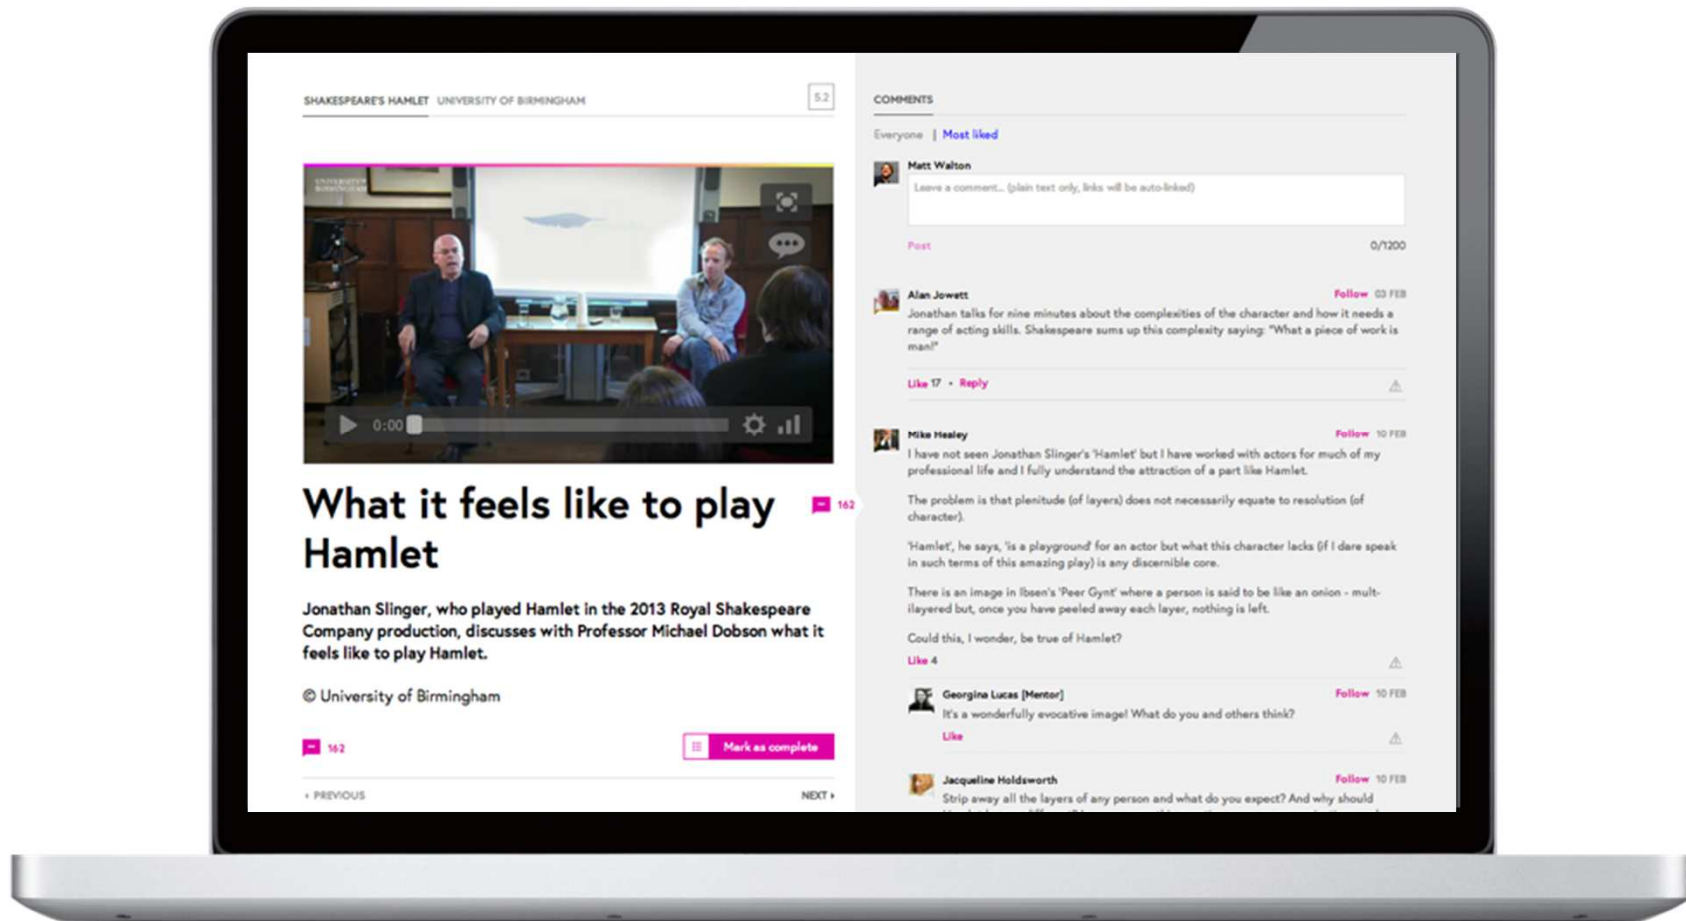 SHAKESPEARE'S HAMLET UNIVERSITY OF BIRMINGHAM
5.2
UNIVERSITY OF
BIRMINGHAM
0:00
What it feels like to play
Hamlet
162
Jonathan Slinger, who played Hamlet in the 2013 Royal Shakespeare
Company production, discusses with Professor Michael Dobson what it
feels like to play Hamlet.
© University of Birmingham
162
Mark as complete
‹ PREVIOUS
NEXT ›
COMMENTS
Everyone | Most liked
Matt Walton
Leave a comment... (plain text only, links will be auto-linked)
Post
0/1200
Alan Jowett
Follow 03 FEB
Jonathan talks for nine minutes about the complexities of the character and how it needs a
range of acting skills. Shakespeare sums up this complexity saying: "What a piece of work is
man!"
Like 17 • Reply
Mike Healey
Follow 10 FEB
I have not seen Jonathan Slinger's 'Hamlet' but I have worked with actors for much of my
professional life and I fully understand the attraction of a part like Hamlet.
The problem is that plenitude (of layers) does not necessarily equate to resolution (of
character).
'Hamlet', he says, 'is a playground' for an actor but what this character lacks (if I dare speak
in such terms of this amazing play) is any discernible core.
There is an image in Ibsen's 'Peer Gynt' where a person is said to be like an onion - mult-
ilayered but, once you have peeled away each layer, nothing is left.
Could this, I wonder, be true of Hamlet?
Like 4
Georgina Lucas [Mentor]
Follow 10 FEB
It's a wonderfully evocative image! What do you and others think?
Like
Jacqueline Holdsworth
Follow 10 FEB
Strip away all the layers of any person and what do you expect? And why should